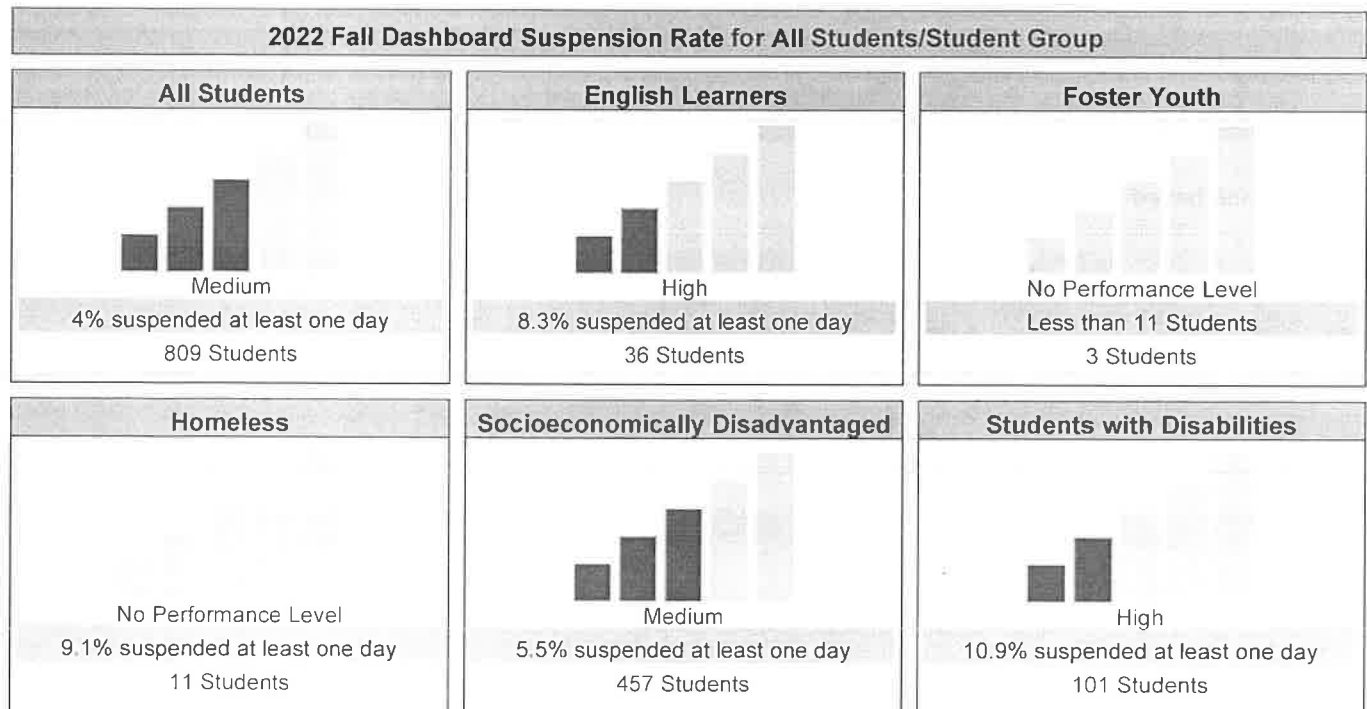 2022 Fall Dashboard Suspension Rate for All Students/Student Group
All Students
Medium
4% suspended at least one day
809 Students
English Learners
High
8.3% suspended at least one day
36 Students
Foster Youth
No Performance Level
Less than 11 Students
3 Students
Homeless
No Performance Level
9.1% suspended at least one day
11 Students
Socioeconomically Disadvantaged
Medium
5.5% suspended at least one day
457 Students
Students with Disabilities
High
10.9% suspended at least one day
101 Students